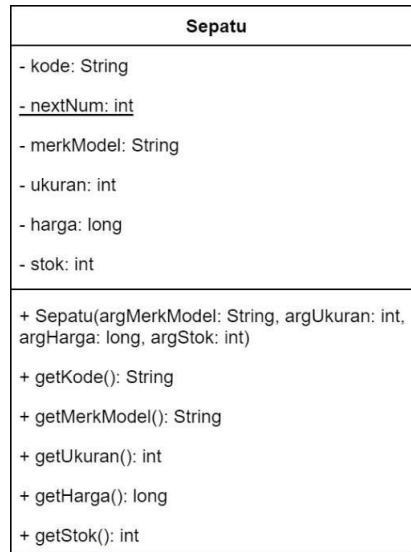 Sepatu
- kode: String
- nextNum: int
- merkModel: String
- ukuran: int
- harga: long
- stok: int
+ Sepatu(argMerkModel: String, argUkuran: int,
argHarga: long, argStok: int)
+ getKode(): String
+ getMerkModel(): String
+ getUkuran(): int
+ getHarga(): long
+ getStok(): int